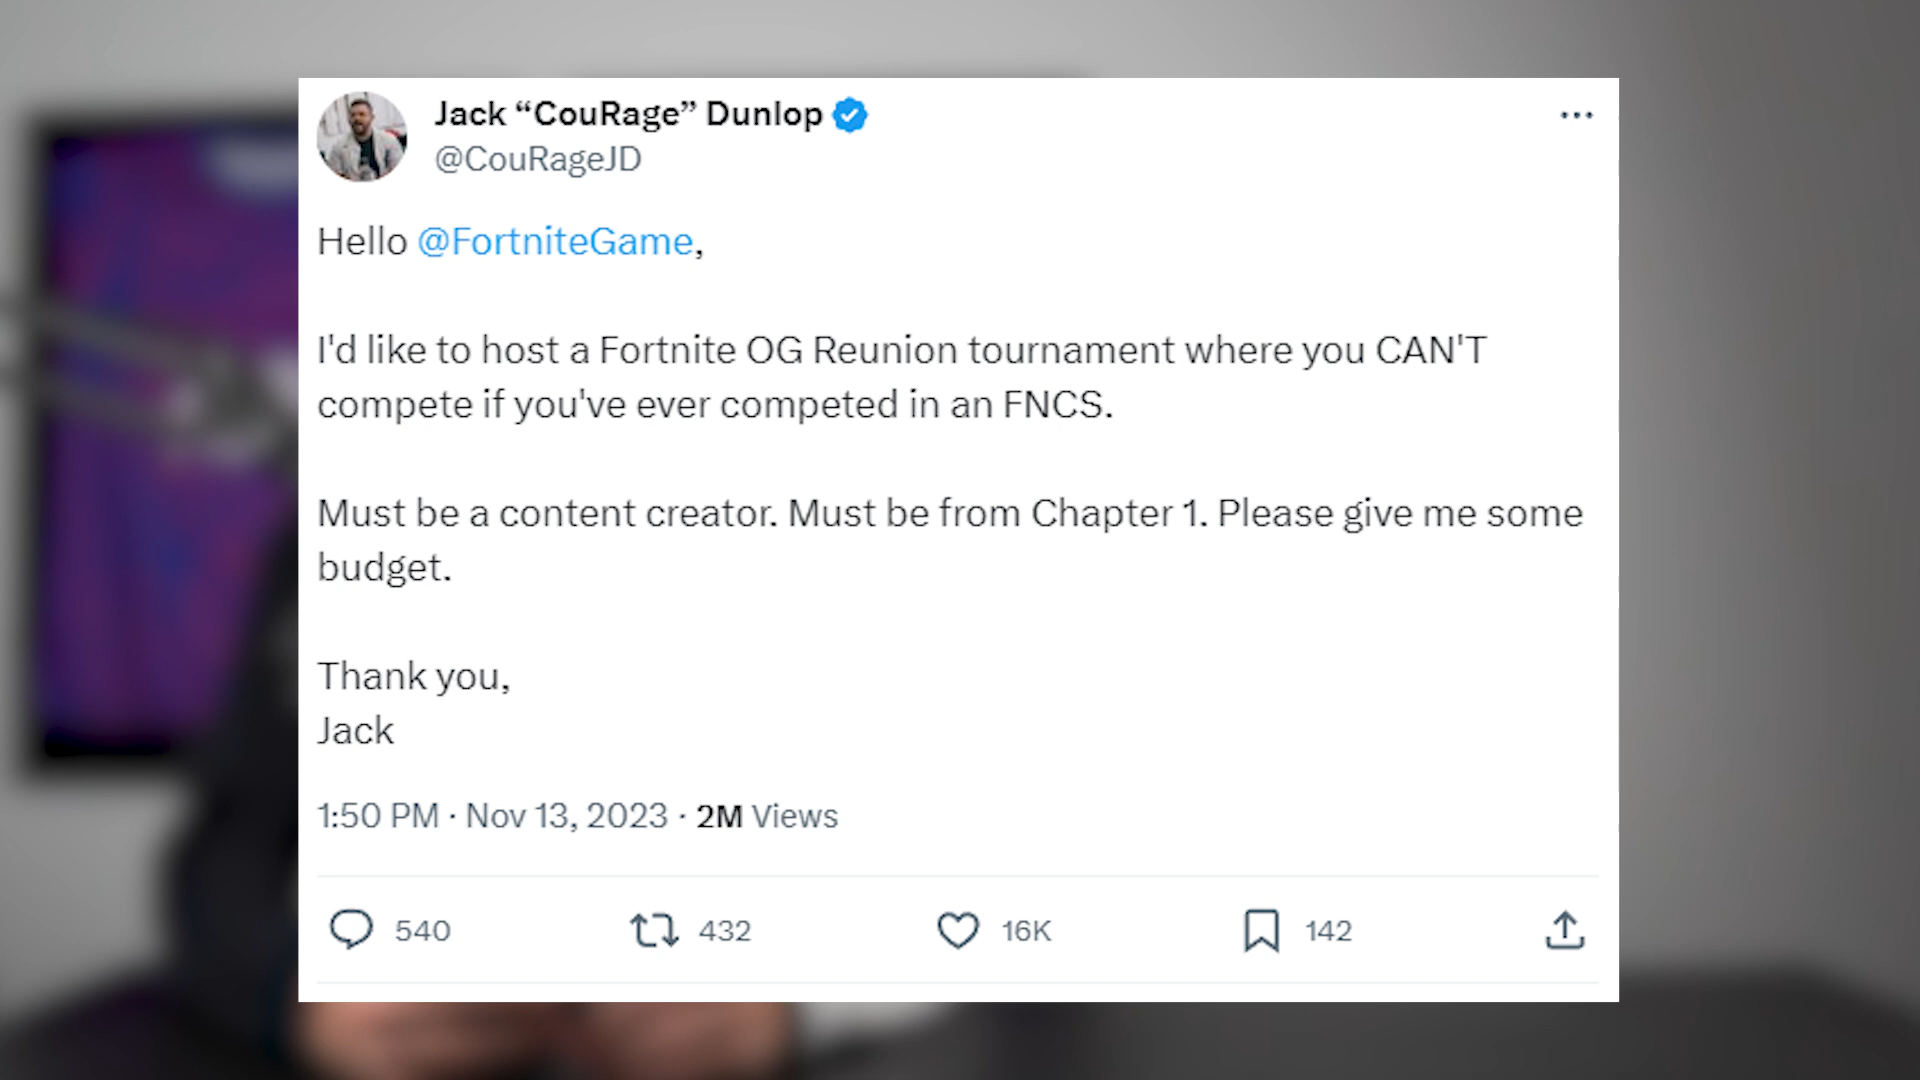 Jack “CouRage” Dunlop
@CouRageJD
Hello @FortniteGame,
I'd like to host a Fortnite OG Reunion tournament where you CAN'T
compete if you've ever competed in an FNCS.
Must be a content creator. Must be from Chapter 1. Please give me some
budget.
Thank you,
Jack
1:50 PM · Nov 13, 2023 · 2M Views
540 432 16K 142